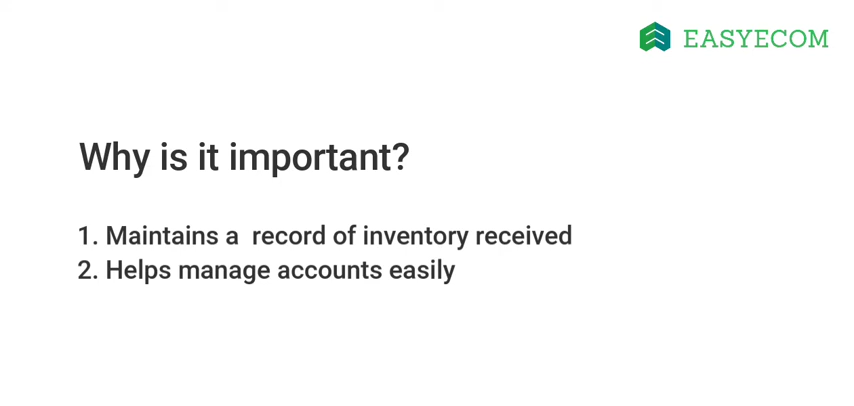 EASYECOM
Why is it important?
1. Maintains a  record of inventory received
2. Helps manage accounts easily